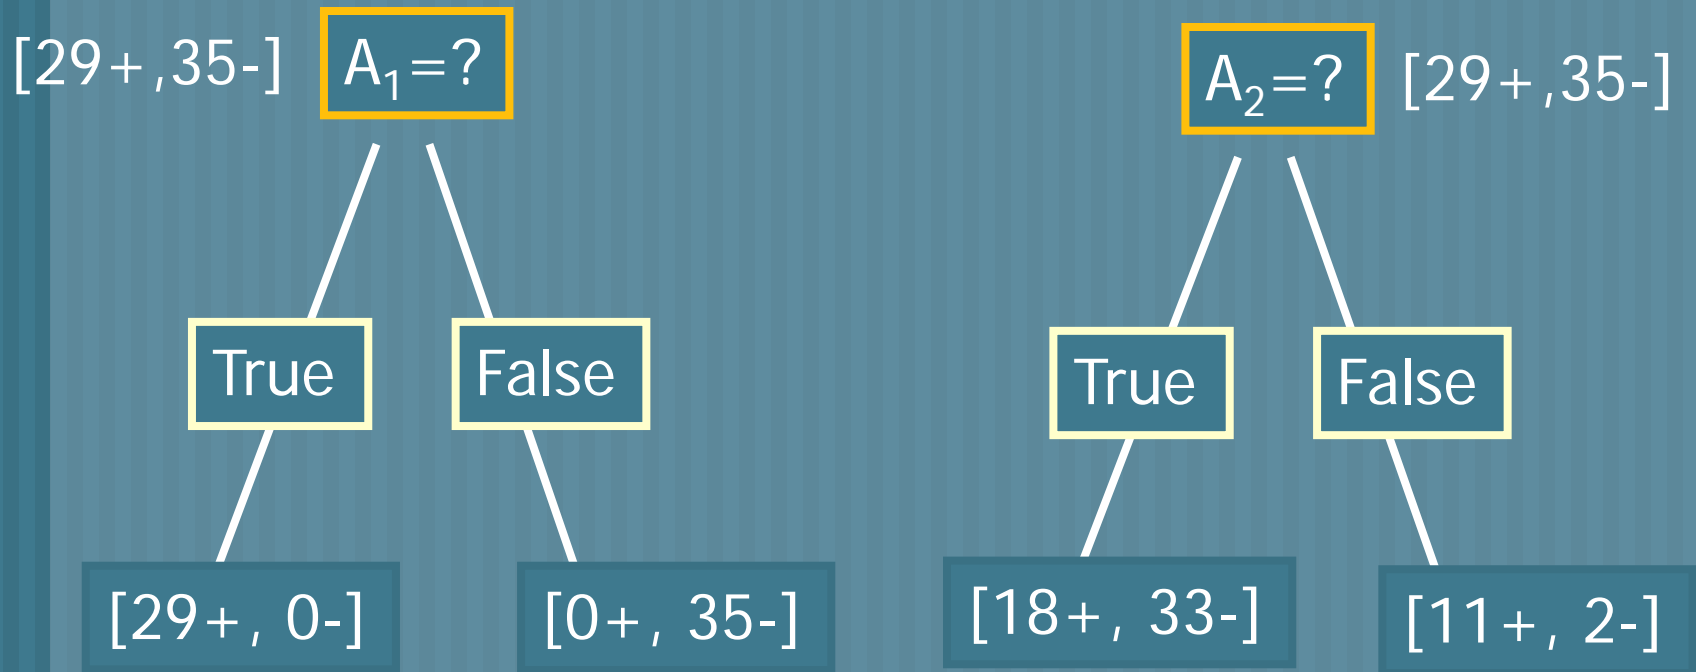 [29+,35-]
A₁=?
A₂=?
[29+,35-]
True
False
True
False
[29+, 0-]
[0+, 35-]
[18+, 33-]
[11+, 2-]